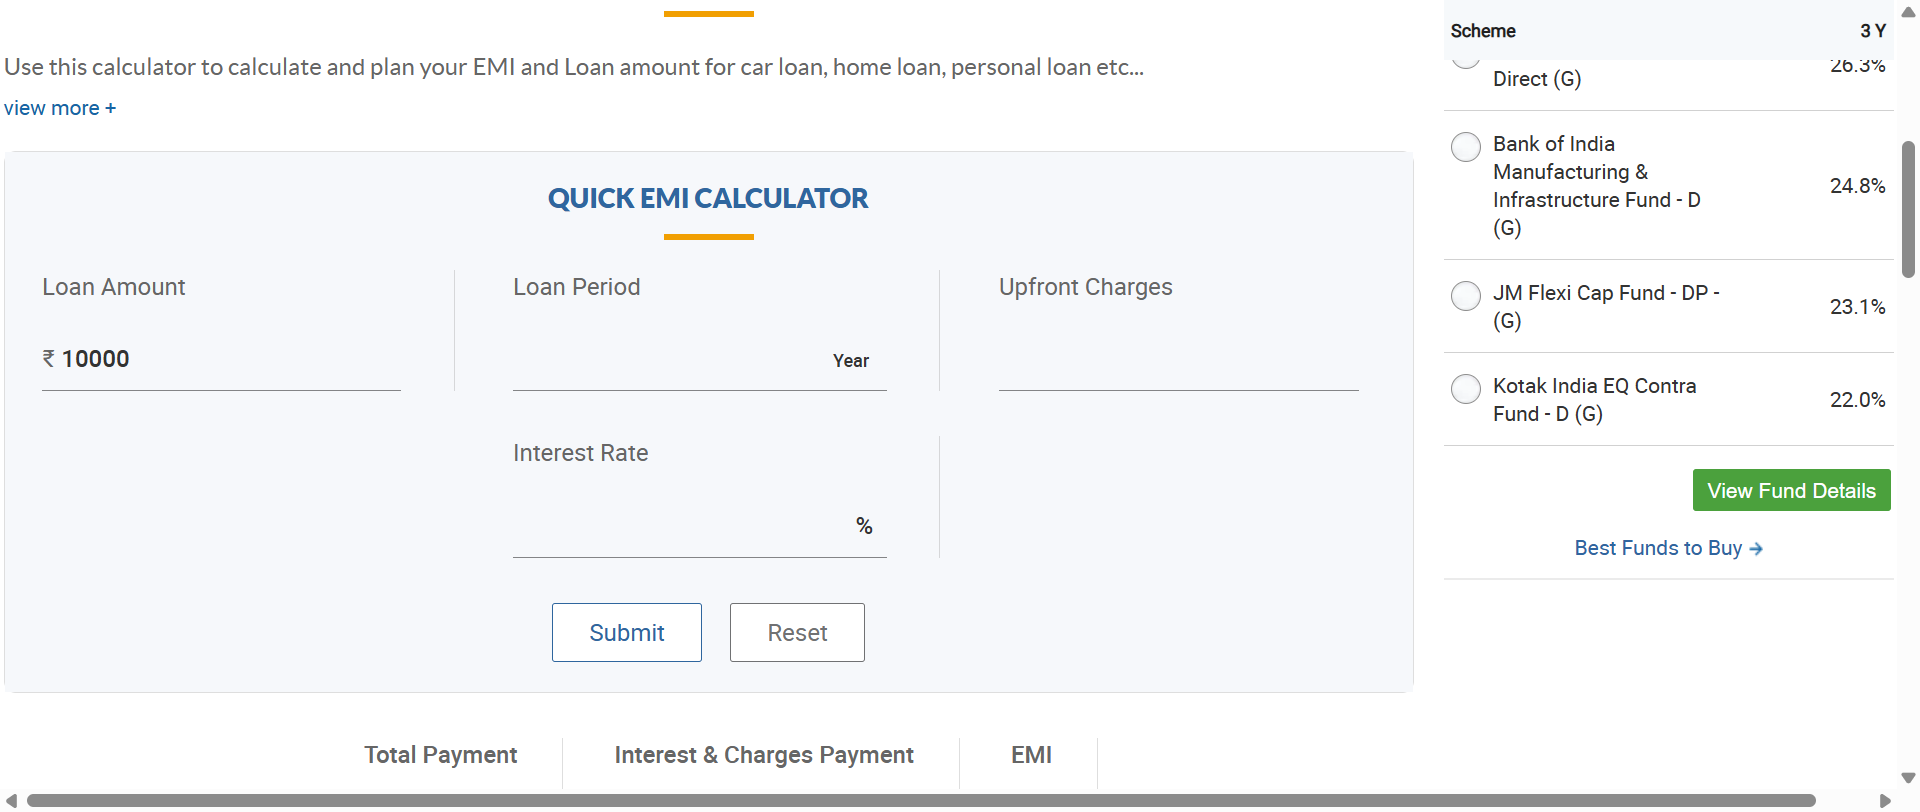 Use this calculator to calculate and plan your EMI and Loan amount for car loan, home loan, personal loan etc...
view more +
QUICK EMI CALCULATOR
Loan Amount
₹ 10000
Loan Period
Year
Upfront Charges
Interest Rate
%
Submit
Reset
Total Payment
Interest & Charges Payment
EMI
Scheme 3 Y
26.3%
Direct (G)
Bank of India
Manufacturing &
Infrastructure Fund - D
(G)
24.8%
JM Flexi Cap Fund - DP -
(G)
23.1%
Kotak India EQ Contra
Fund - D (G)
22.0%
View Fund Details
Best Funds to Buy →